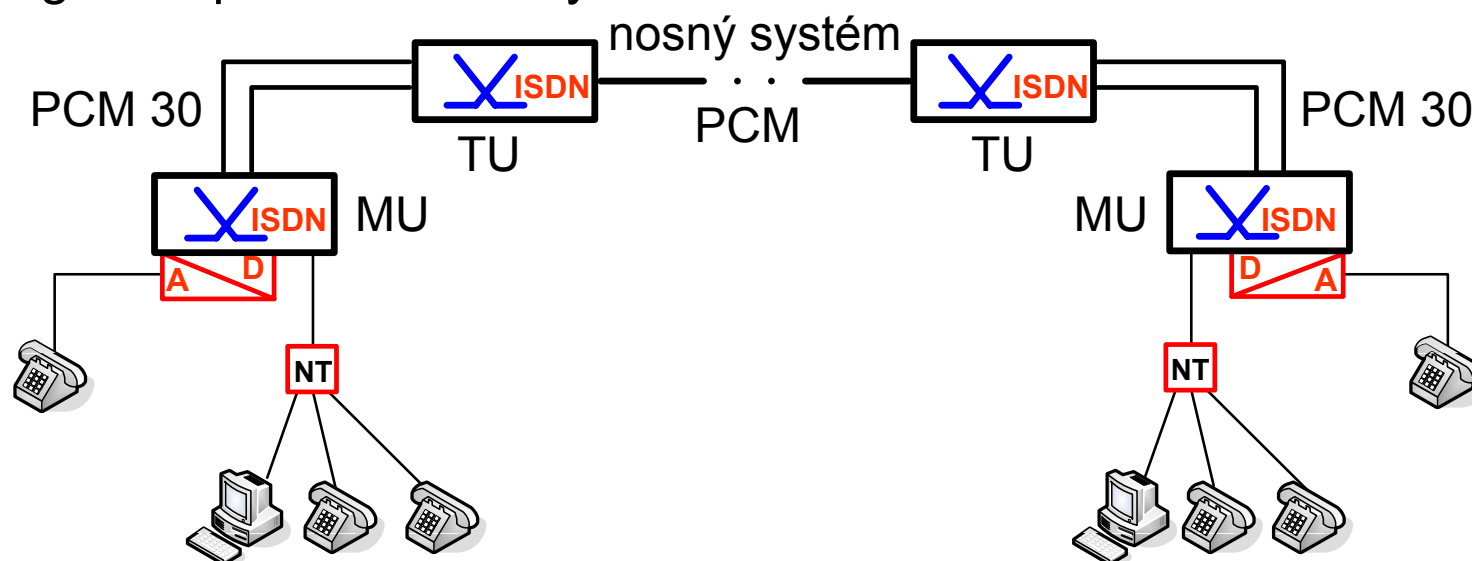 nosný systém
ISDN
ISDN
PCM 30
PCM
PCM 30
TU
TU
ISDN
MU
MU
ISDN
A
D
D
A
NT
NT